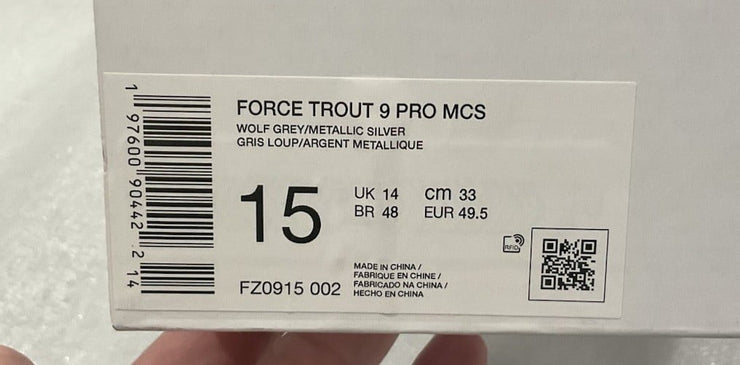 FORCE TROUT 9 PRO MCS
WOLF GREY/METALLIC SILVER
GRIS LOUP/ARGENT METALLIQUE
15
UK 14 cm 33
BR 48 EUR 49.5
RFID
FZ0915 002
MADE IN CHINA /
FABRIQUE EN CHINE /
FABRICADO NA CHINA /
HECHO EN CHINA
1 97600 90442 2 14